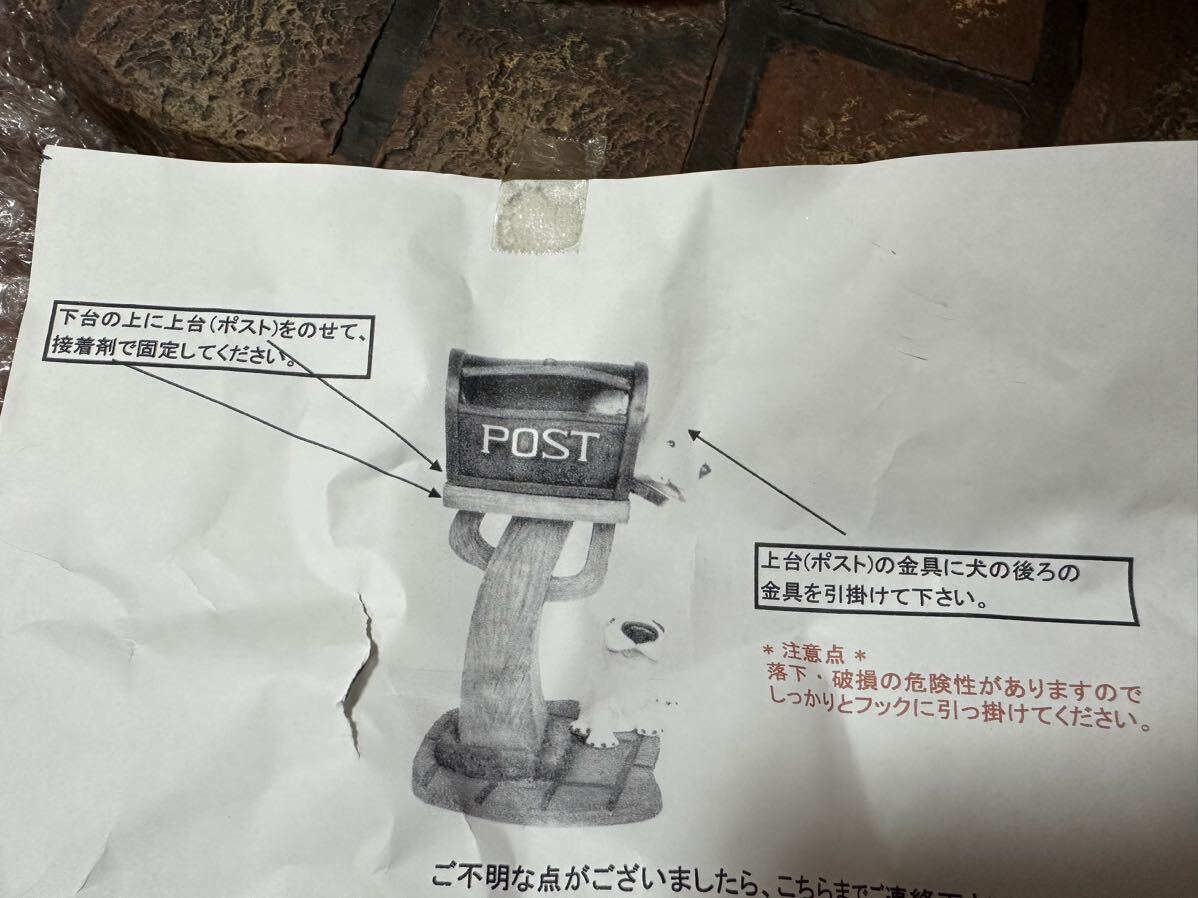 下台の上に上台(ポスト)をのせて、
接着剤で固定してください。
POST
上台(ポスト)の金具に犬の後ろの
金具を引掛けて下さい。
* 注意点 *
落下・破損の危険性がありますので
しっかりとフックに引っ掛けてください。
ご不明な点がございましたら、こちらまでご連絡